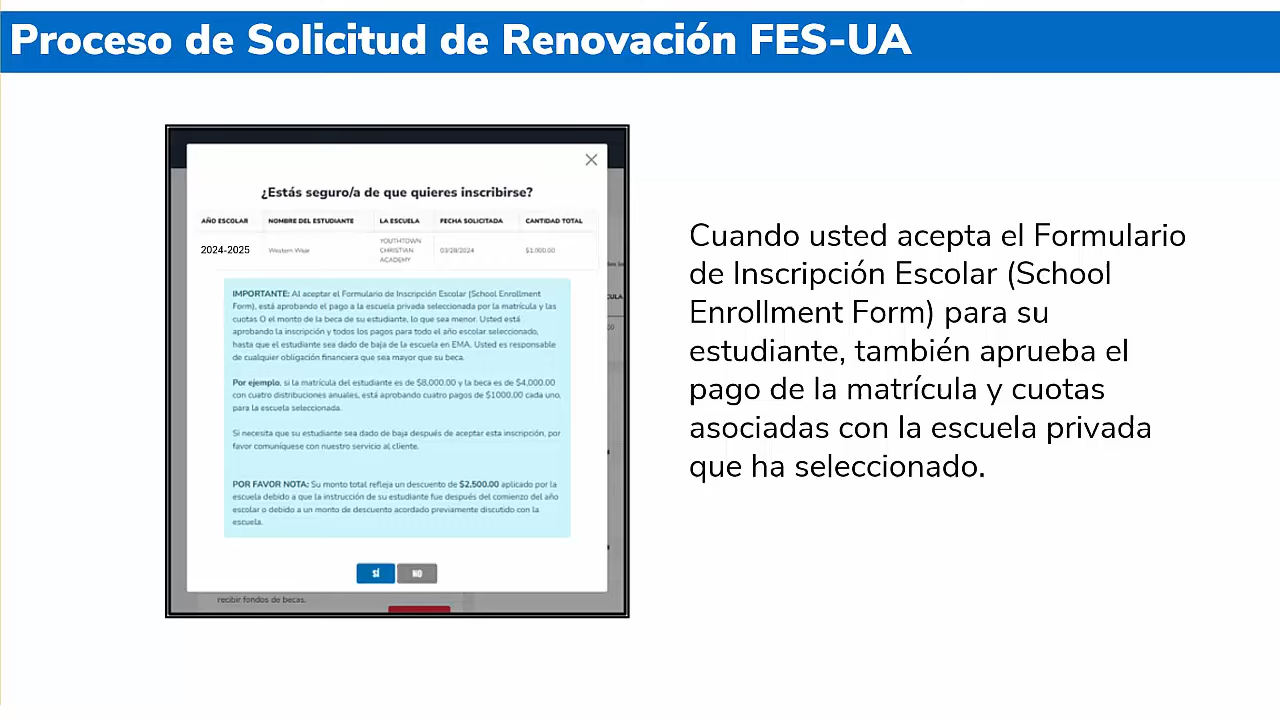 Proceso de Solicitud de Renovación FES-UA
¿Estás seguro/a de que quieres inscribirse?
AÑO ESCOLAR NOMBRE DEL ESTUDIANTE LA ESCUELA FECHA SOLICITADA CANTIDAD TOTAL
2024-2025 Western Wear YOUTHTOWN CHRISTIAN ACADEMY 03/28/2024 $1,000.00
IMPORTANTE: Al aceptar el Formulario de Inscripción Escolar (School Enrollment
Form), está aprobando el pago a la escuela privada seleccionada por la matrícula y las
cuotas O el monto de la beca de su estudiante, lo que sea menor. Usted está
aprobando la inscripción y todos los pagos para todo el año escolar seleccionado,
hasta que el estudiante sea dado de baja de la escuela en EMA. Usted es responsable
de cualquier obligación financiera que sea mayor que su beca.
Por ejemplo, si la matrícula del estudiante es de $8,000.00 y la beca es de $4,000.00
con cuatro distribuciones anuales, está aprobando cuatro pagos de $1000.00 cada uno,
para la escuela seleccionada.
Si necesita que su estudiante sea dado de baja después de aceptar esta inscripción, por
favor comuníquese con nuestro servicio al cliente.
POR FAVOR NOTA: Su monto total refleja un descuento de $2,500.00 aplicado por la
escuela debido a que la instrucción de su estudiante fue después del comienzo del año
escolar o debido a un monto de descuento acordado previamente discutido con la
escuela.
SÍ NO
recibir fondos de becas.
Cuando usted acepta el Formulario
de Inscripción Escolar (School
Enrollment Form) para su
estudiante, también aprueba el
pago de la matrícula y cuotas
asociadas con la escuela privada
que ha seleccionado.